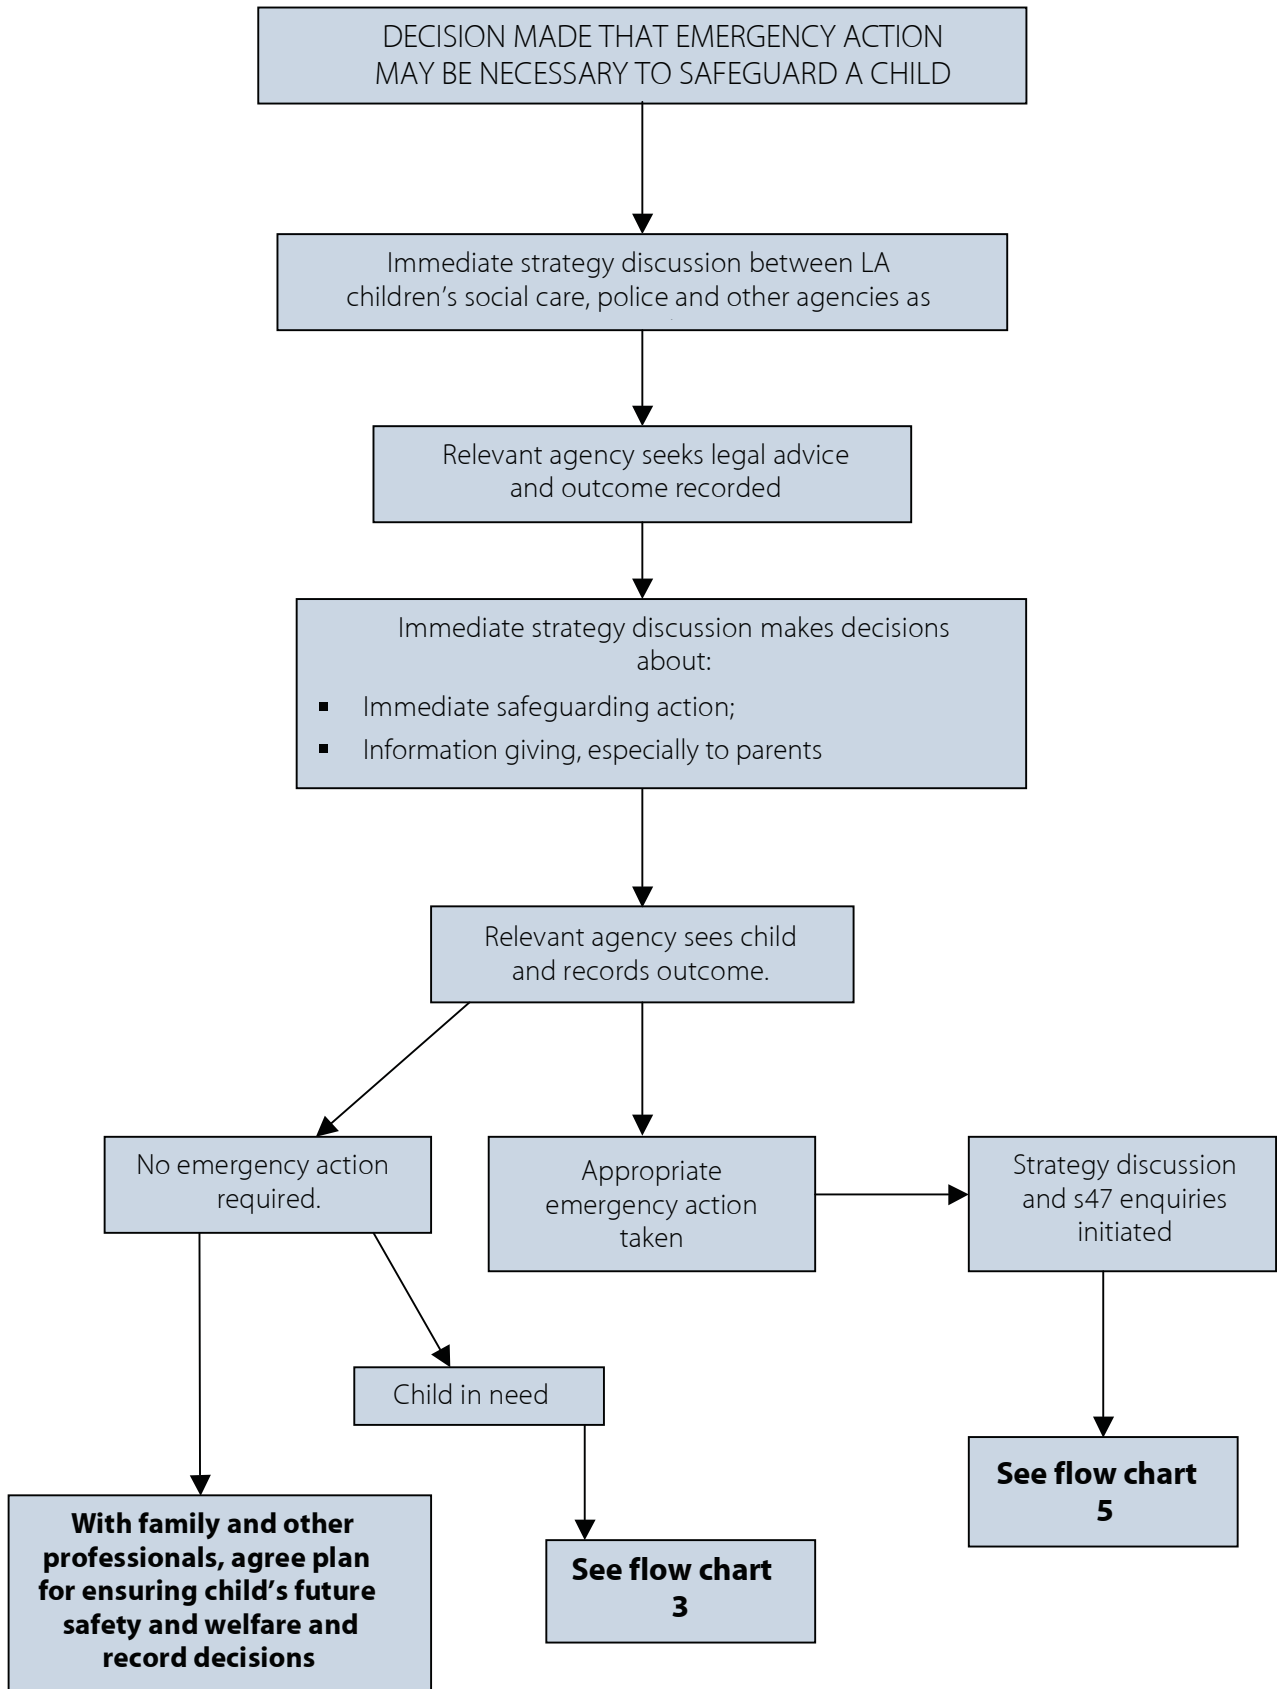 DECISION MADE THAT EMERGENCY ACTION
MAY BE NECESSARY TO SAFEGUARD A CHILD
Immediate strategy discussion between LA
children's social care, police and other agencies as
Relevant agency seeks legal advice
and outcome recorded
Immediate strategy discussion makes decisions
about:
▪ Immediate safeguarding action;
▪ Information giving, especially to parents
Relevant agency sees child
and records outcome.
No emergency action
required.
Appropriate
emergency action
taken
Strategy discussion
and s47 enquiries
initiated
Child in need
See flow chart
5
With family and other
professionals, agree plan
for ensuring child's future
safety and welfare and
record decisions
See flow chart
3